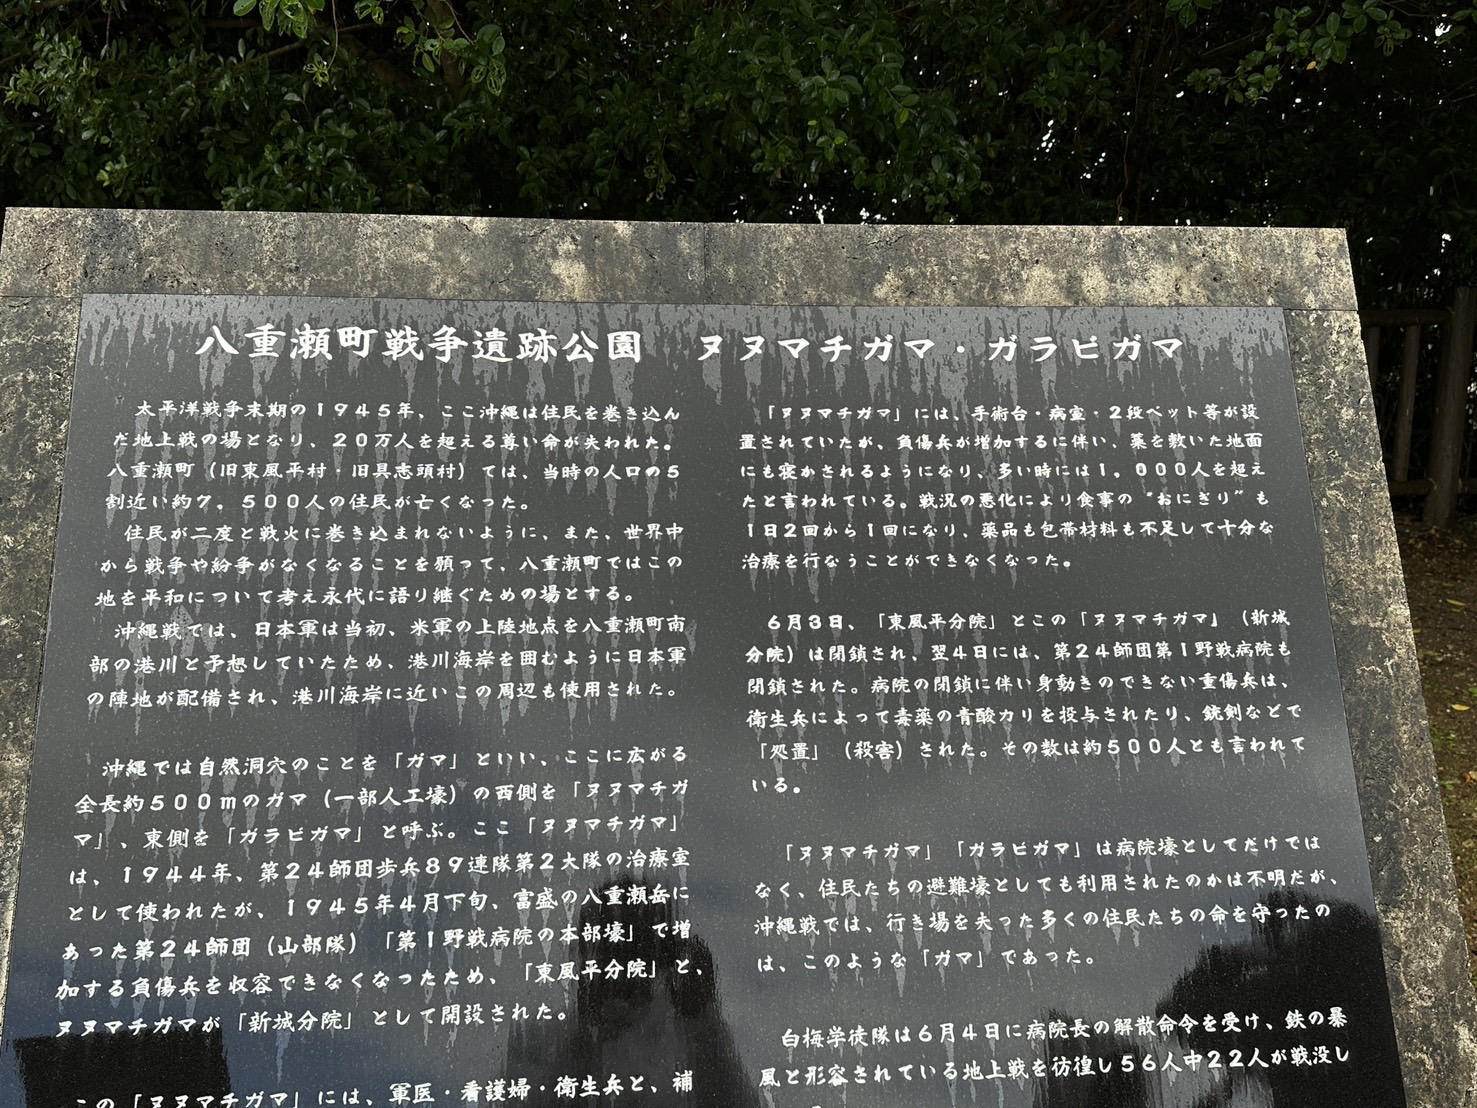 八重瀬町戦争遺跡公園　ヌヌマチガマ・ガラビガマ
太平洋戦争末期の1945年、ここ沖縄は住民を巻き込ん
だ地上戦の場となり、20万人を超える尊い命が失われた。
八重瀬町（旧東風平村・旧具志頭村）では、当時の人口の5
割近い約7，500人の住民が亡くなった。
住民が二度と戦火に巻き込まれないように、また、世界中
から戦争や紛争がなくなることを願って、八重瀬町ではこの
地を平和について考え永代に語り継ぐための場とする。
沖縄戦では、日本軍は当初、米軍の上陸地点を八重瀬町南
部の港川と予想していたため、港川海岸を囲むように日本軍
の陣地が配備され、港川海岸に近いこの周辺も使用された。
沖縄では自然洞穴のことを「ガマ」といい、ここに広がる
全長約500mのガマ（一部人工壕）の西側を「ヌヌマチガ
マ」、東側を「ガラビガマ」と呼ぶ。ここ「ヌヌマチガマ」
は、1944年、第24師団歩兵89連隊第2大隊の治療室
として使われたが、1945年4月下旬、富盛の八重瀬岳に
あった第24師団（山部隊）「第1野戦病院の本部壕」で増
加する負傷兵を収容できなくなったため、「東風平分院」と、
ヌヌマチガマが「新城分院」として開設された。
この「ヌヌマチガマ」には、軍医・看護婦・衛生兵と、補
「ヌヌマチガマ」には、手術台・病室・2段ベット等が設
置されていたが、負傷兵が増加するに伴い、藁を敷いた地面
にも寝かされるようになり、多い時には1，000人を超え
たと言われている。戦況の悪化により食事の〝おにぎり〟も
1日2回から1回になり、薬品も包帯材料も不足して十分な
治療を行なうことができなくなった。
6月3日、「東風平分院」とこの「ヌヌマチガマ」（新城
分院）は閉鎖され、翌4日には、第24師団第1野戦病院も
閉鎖された。病院の閉鎖に伴い身動きのできない重傷兵は、
衛生兵によって毒薬の青酸カリを投与されたり、銃剣などで
「処置」（殺害）された。その数は約500人とも言われて
いる。
「ヌヌマチガマ」「ガラビガマ」は病院壕としてだけでは
なく、住民たちの避難壕としても利用されたのかは不明だが、
沖縄戦では、行き場を失った多くの住民たちの命を守ったの
は、このような「ガマ」であった。
白梅学徒隊は6月4日に病院長の解散命令を受け、鉄の暴
風と形容されている地上戦を彷徨し56人中22人が戦没し